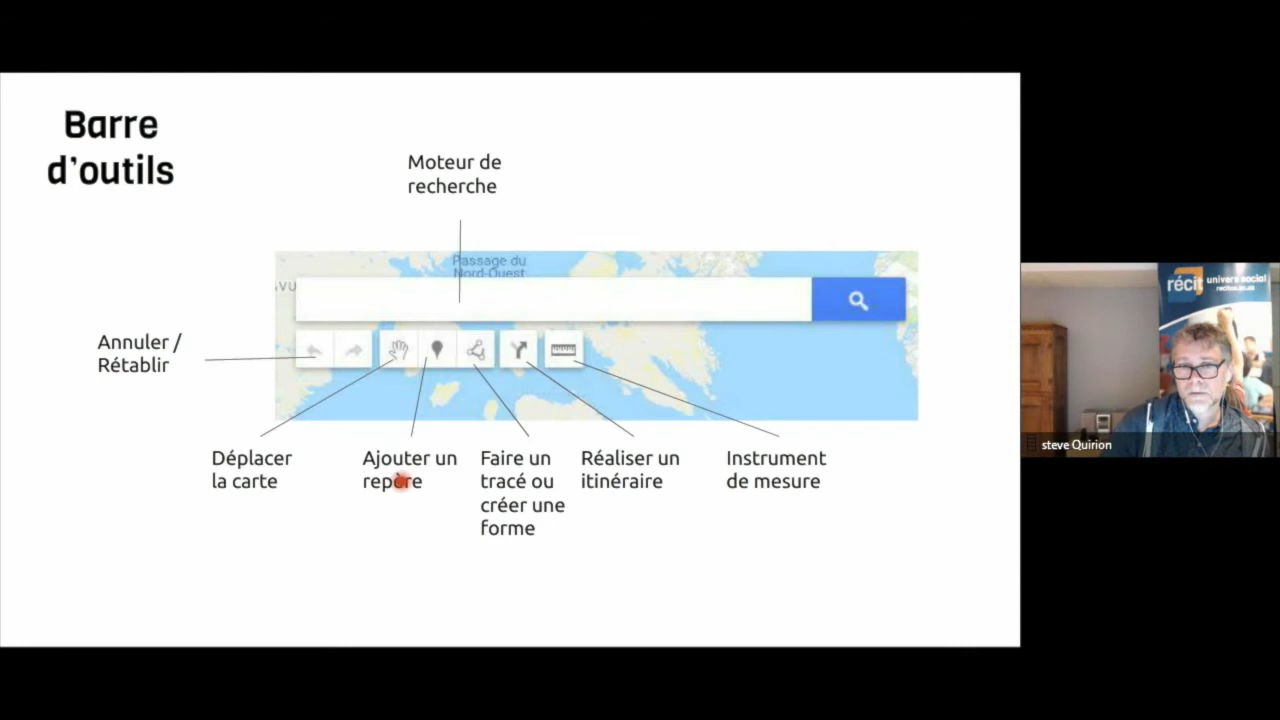 Barre
d'outils
Moteur de
recherche
Passage du
Nord-Ouest
AVU
Annuler /
Rétablir
Déplacer
la carte
Ajouter un
repère
Faire un
tracé ou
créer une
forme
Réaliser un
itinéraire
Instrument
de mesure
récit univers social
steve Quirion